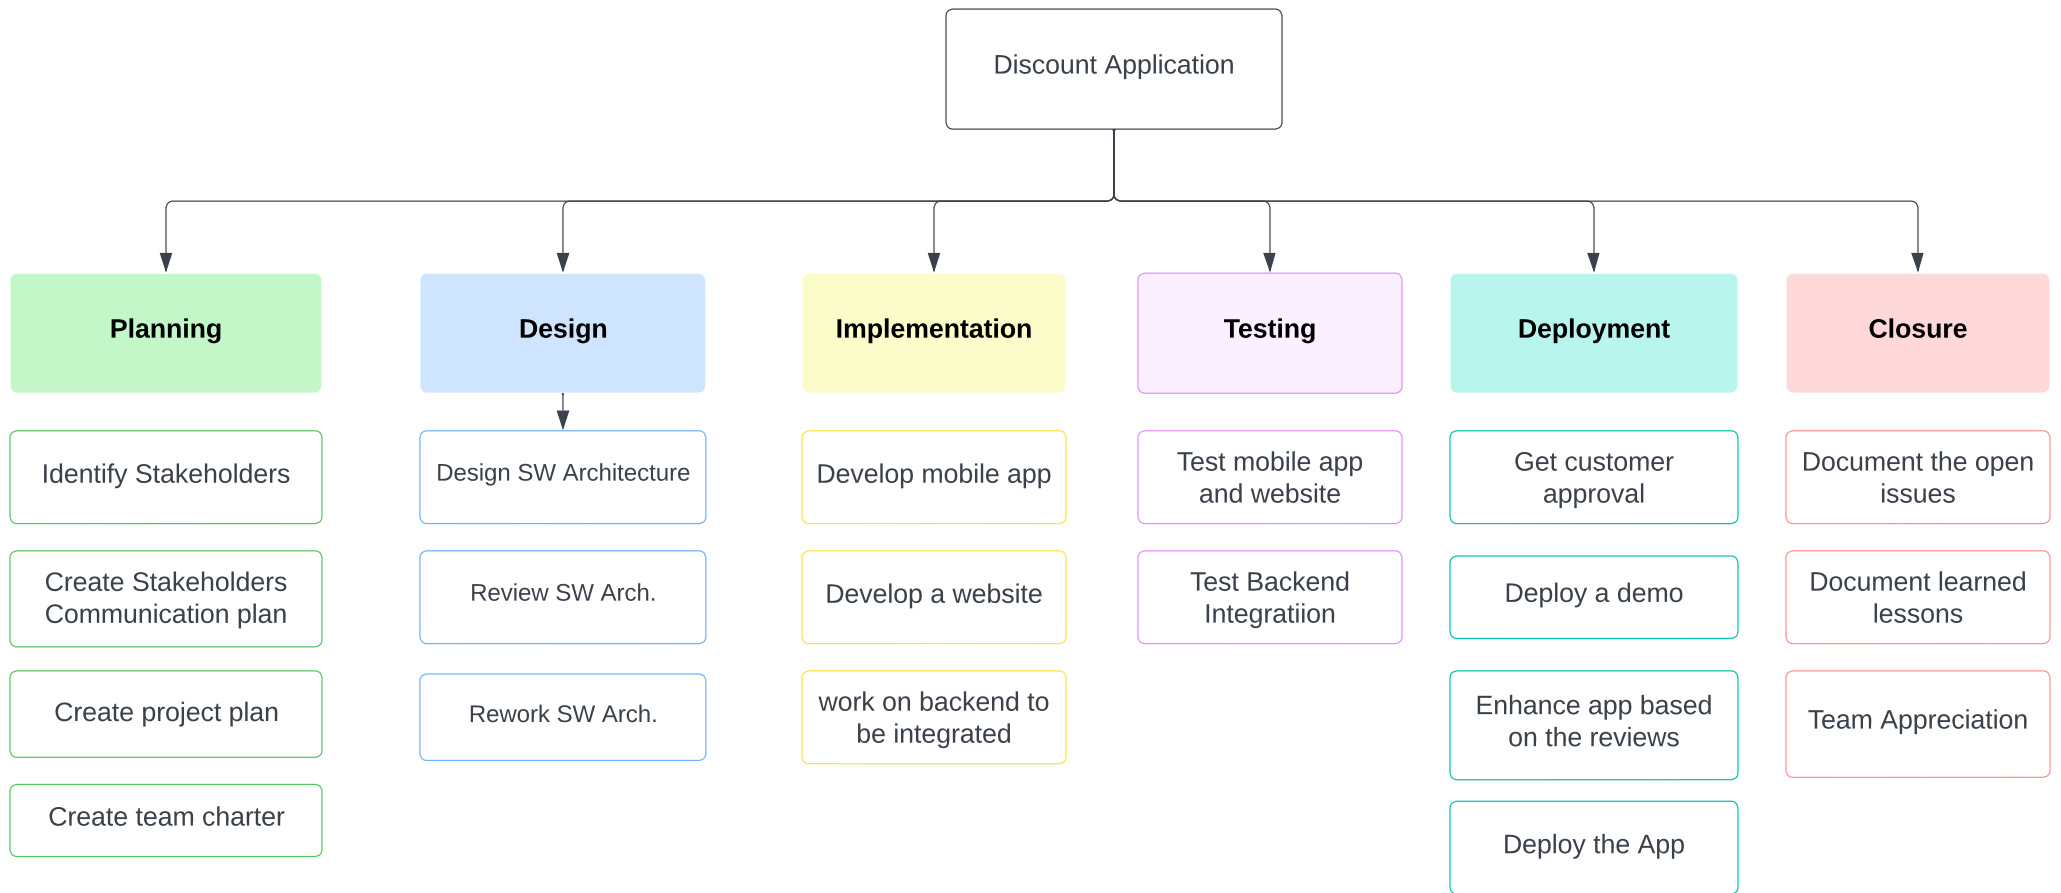 Discount Application
Planning
Design
Implementation
Testing
Deployment
Closure
Identify Stakeholders
Create Stakeholders
Communication plan
Create project plan
Create team charter
Design SW Architecture
Review SW Arch.
Rework SW Arch.
Develop mobile app
Develop a website
work on backend to
be integrated
Test mobile app
and website
Test Backend
Integratiion
Get customer
approval
Deploy a demo
Enhance app based
on the reviews
Deploy the App
Document the open
issues
Document learned
lessons
Team Appreciation